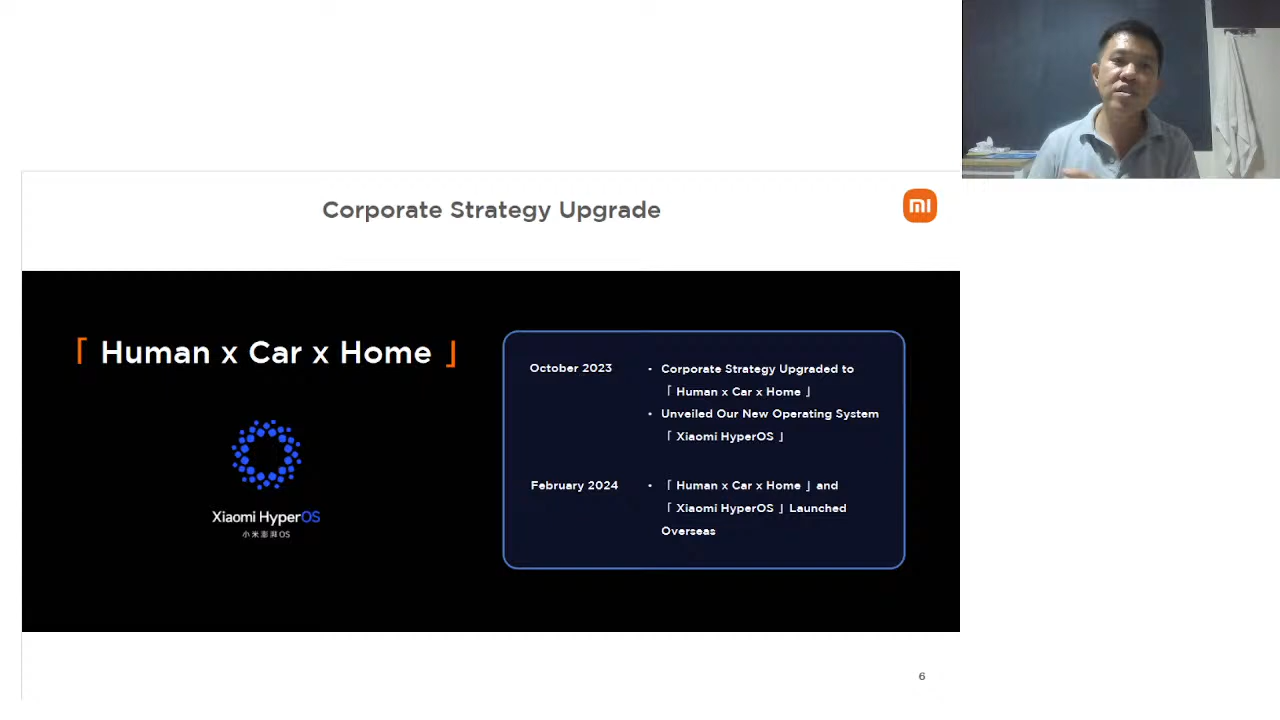 Corporate Strategy Upgrade
mi
「 Human x Car x Home 」
Xiaomi HyperOS
小米澎湃OS
October 2023
• Corporate Strategy Upgraded to
「 Human x Car x Home 」
• Unveiled Our New Operating System
「 Xiaomi HyperOS 」
February 2024
• 「 Human x Car x Home 」 and
「 Xiaomi HyperOS 」 Launched
Overseas
6